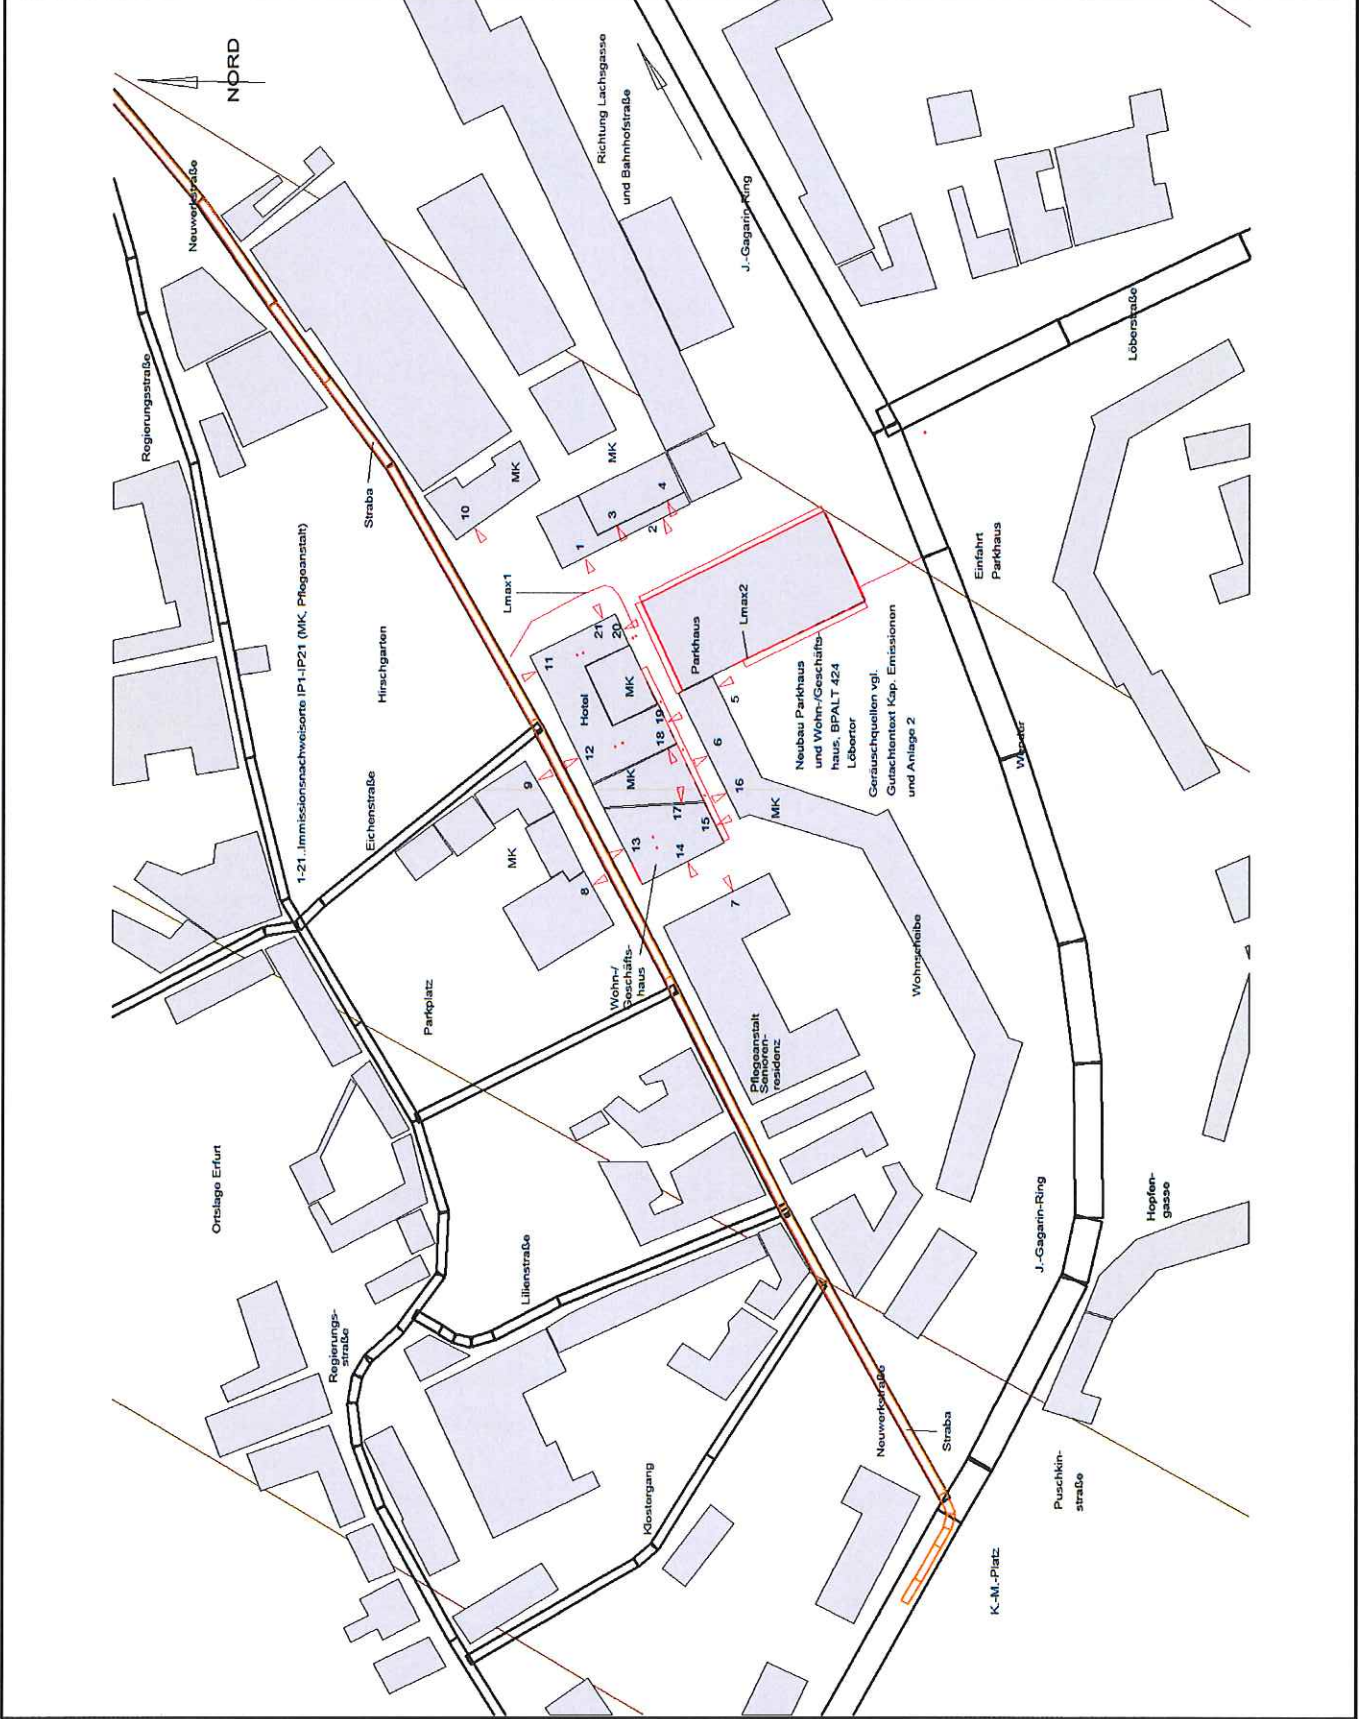 NORD
Richtung Lachsgasse
und Bahnhofstraße
Neuwerkstraße
J.-Gagarin-Ring
Regierungsstraße
Löberstraße
Straba
MK
MK
10
1-21..Immissionsnachweisorte IP1-IP21 (MK, Pflegeanstalt)
Hirschgarten
Eichenstraße
Lmax1
1
3
2
4
Einfahrt
Parkhaus
11
21
20
Hotel
MK
Parkhaus
Lmax2
12
19
18
5
6
Neubau Parkhaus
und Wohn-/Geschäfts-
haus, BPALT 424
Löbertor
Geräuschquellen vgl.
Gutachtentext Kap. Emissionen
und Anlage 2
9
MK
MK
17
16
MK
13
15
14
8
7
Wohn-/
Geschäfts-
haus
Wohnscheibe
Parkplatz
Pflegeanstalt
Senioren-
residenz
Ortslage Erfurt
J.-Gagarin-Ring
Hopfen-
gasse
Lilienstraße
Regierungs-
straße
Neuwerkstraße
Straba
Klostergang
Puschkin-
straße
K.-M.-Platz